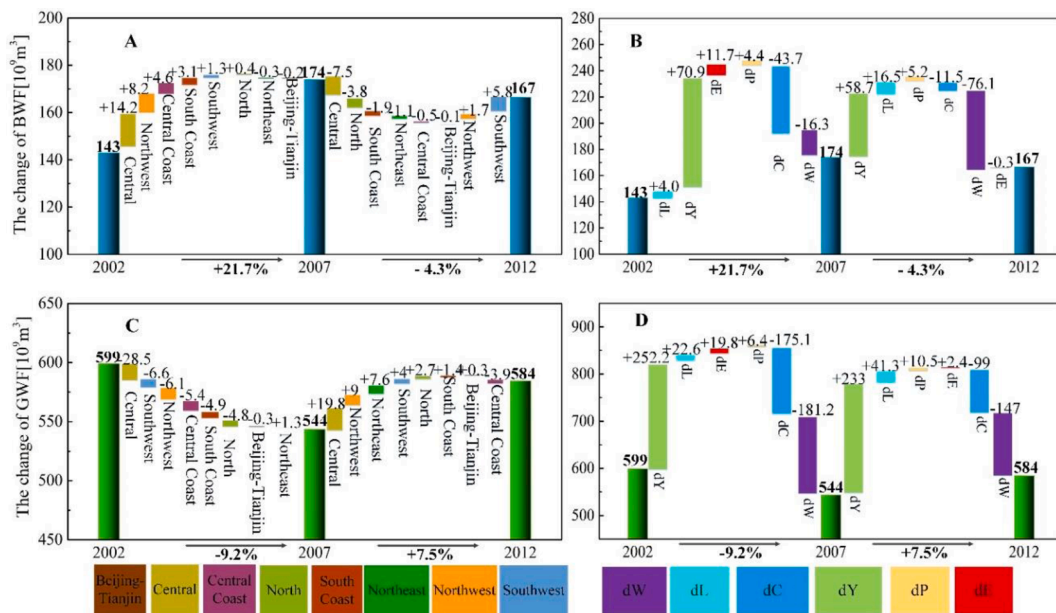 The change of BWF[10⁹m³]
200
180
160
140
120
100
A
143
+14.2
Central
+8.2
Northwest
+4.6
Central Coast
+3.1
South Coast
+1.3
Southwest
+0.4
North
-0.3
Northeast
-0.2
Beijing-Tianjin
174
-7.5
Central
-3.8
North
-1.9
South Coast
-1.1
Northeast
-0.5
Central Coast
-0.1
Beijing-Tianjin
+1.7
Northwest
+5.8
Southwest
167
2002
+21.7%
2007
- 4.3%
2012
280
260
240
220
200
180
160
140
120
100
B
143
+4.0
dL
+70.9
dY
+11.7
dE
+4.4
dP
-43.7
dC
-16.3
dW
174
+58.7
dY
+16.5
dL
+5.2
dP
-11.5
dC
-76.1
dW
-0.3
dE
167
2002
+21.7%
2007
- 4.3%
2012
The change of GWF[10⁹m³]
650
600
550
500
450
C
599
-28.5
Central
-6.6
Southwest
-6.1
Northwest
-5.4
Central Coast
-4.9
South Coast
-4.8
North
-0.3
Beijing-Tianjin
+1.3
Northeast
544
+19.8
Central
+9
Northwest
+7.6
Northeast
+4
Southwest
+2.7
North
+1.4
South Coast
+0.3
Beijing-Tianjin
-3.9
Central Coast
584
2002
-9.2%
2007
+7.5%
2012
900
800
700
600
500
D
599
+252.2
dY
+22.6
dL
+19.8
dE
+6.4
dP
-175.1
dC
-181.2
dW
544
+233
dY
+41.3
dL
+10.5
dP
+2.4
dE
-99
dC
-147
dW
584
2002
-9.2%
2007
+7.5%
2012
Beijing-
Tianjin
Central
Central
Coast
North
South
Coast
Northeast
Northwest
Southwest
dW
dL
dC
dY
dP
dE